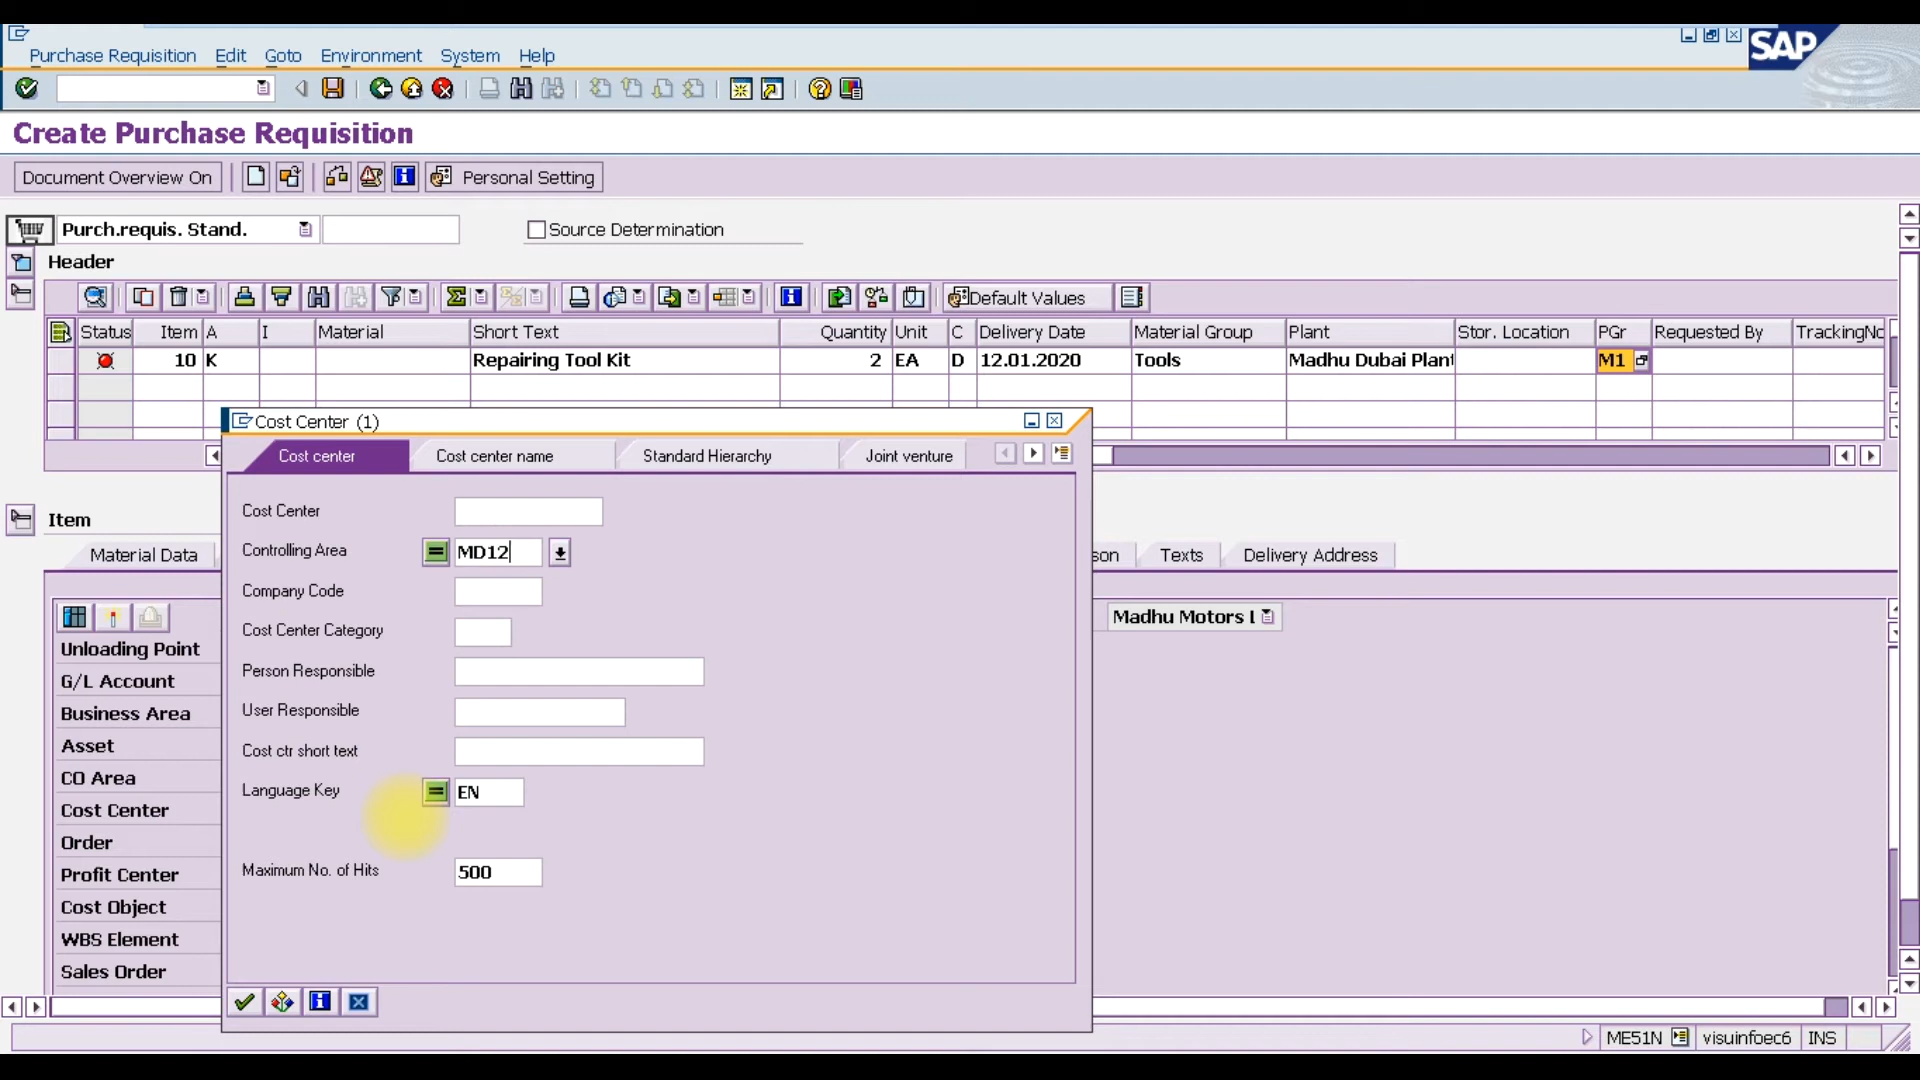 Purchase Requisition Edit Goto Environment System Help
SAP
Create Purchase Requisition
Document Overview On Personal Setting
Purch.requis. Stand. Source Determination
Header
Default Values
Status Item A I Material Short Text Quantity Unit C Delivery Date Material Group Plant Stor. Location PGr Requested By TrackingNo
10 K Repairing Tool Kit 2 EA D 12.01.2020 Tools Madhu Dubai Plant M1
Cost Center (1)
Cost center Cost center name Standard Hierarchy Joint venture
Cost Center
Controlling Area MD12
Company Code
Cost Center Category
Person Responsible
User Responsible
Cost ctr short text
Language Key EN
Maximum No. of Hits 500
Item
Material Data son Texts Delivery Address
Madhu Motors
Unloading Point
G/L Account
Business Area
Asset
CO Area
Cost Center
Order
Profit Center
Cost Object
WBS Element
Sales Order
ME51N visuinfoec6 INS